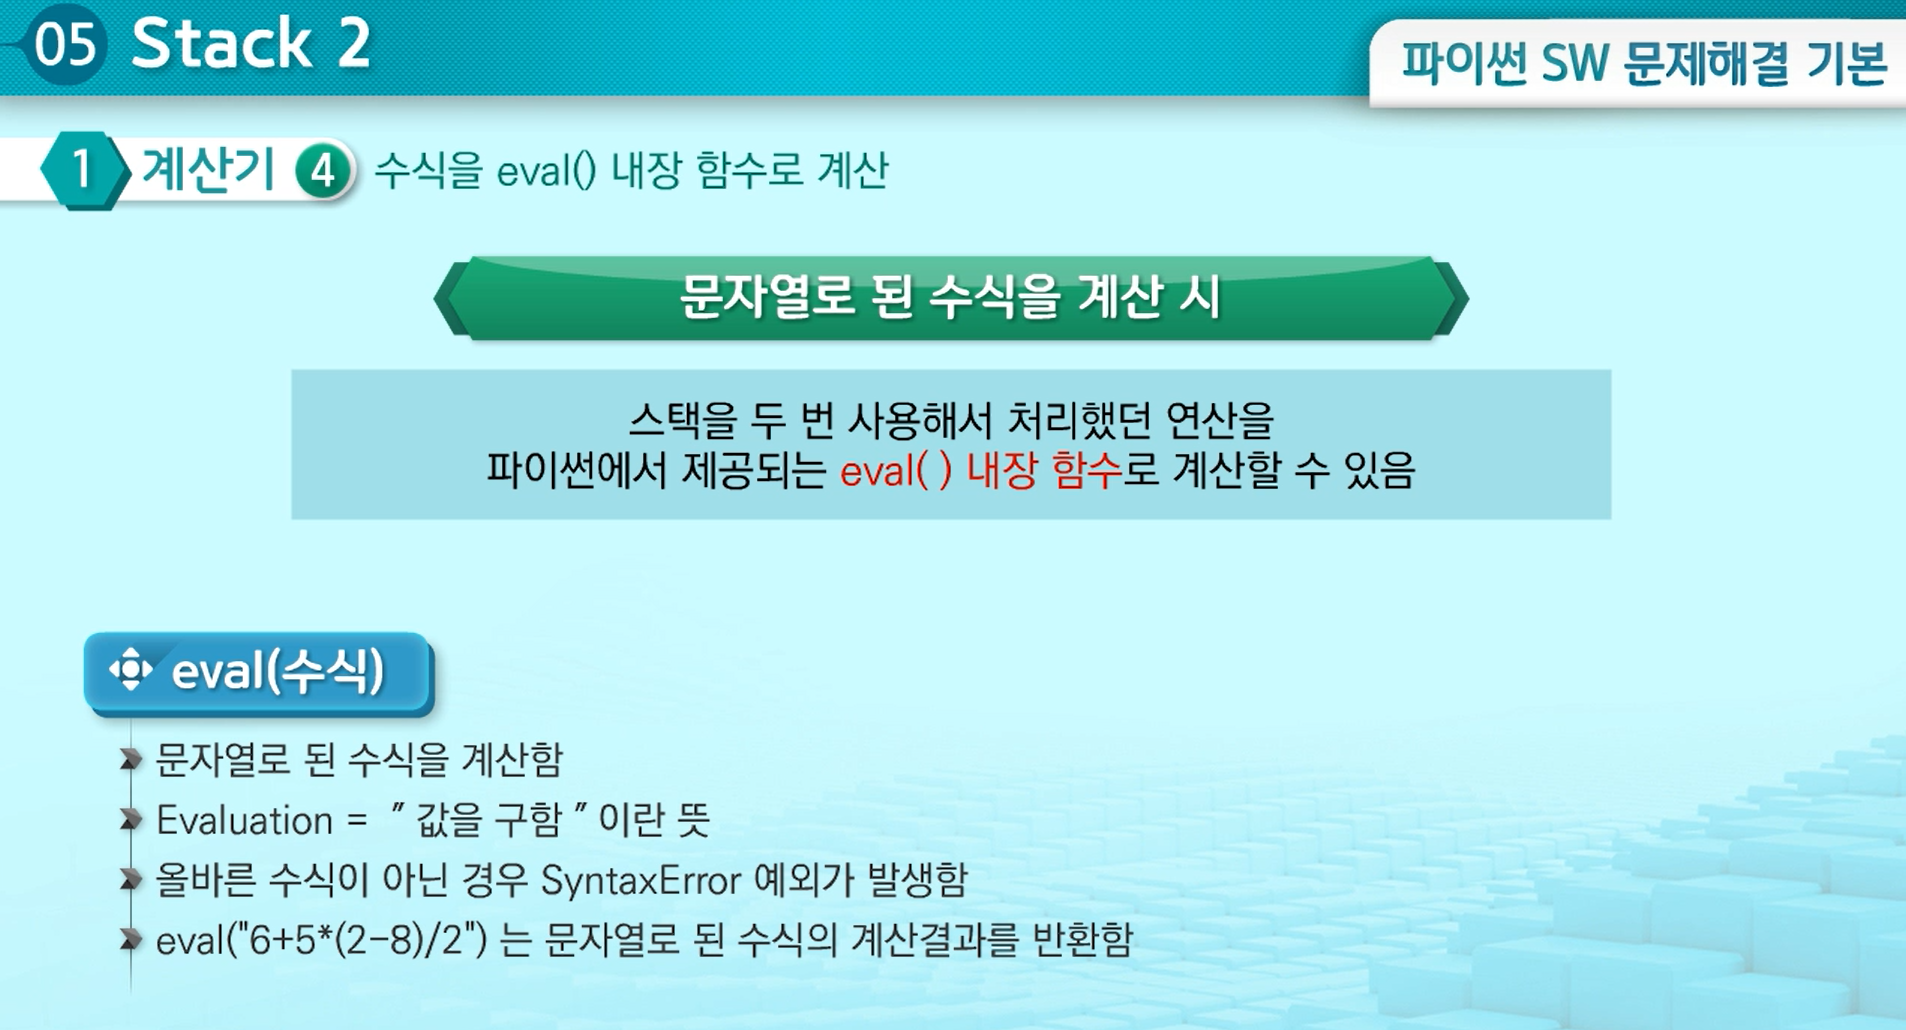 05 Stack 2
파이썬 SW 문제해결 기본
1 계산기 4 수식을 eval() 내장 함수로 계산
문자열로 된 수식을 계산 시
스택을 두 번 사용해서 처리했던 연산을
파이썬에서 제공되는 eval( ) 내장 함수로 계산할 수 있음
eval(수식)
문자열로 된 수식을 계산함
Evaluation = " 값을 구함 " 이란 뜻
올바른 수식이 아닌 경우 SyntaxError 예외가 발생함
eval("6+5*(2-8)/2") 는 문자열로 된 수식의 계산결과를 반환함